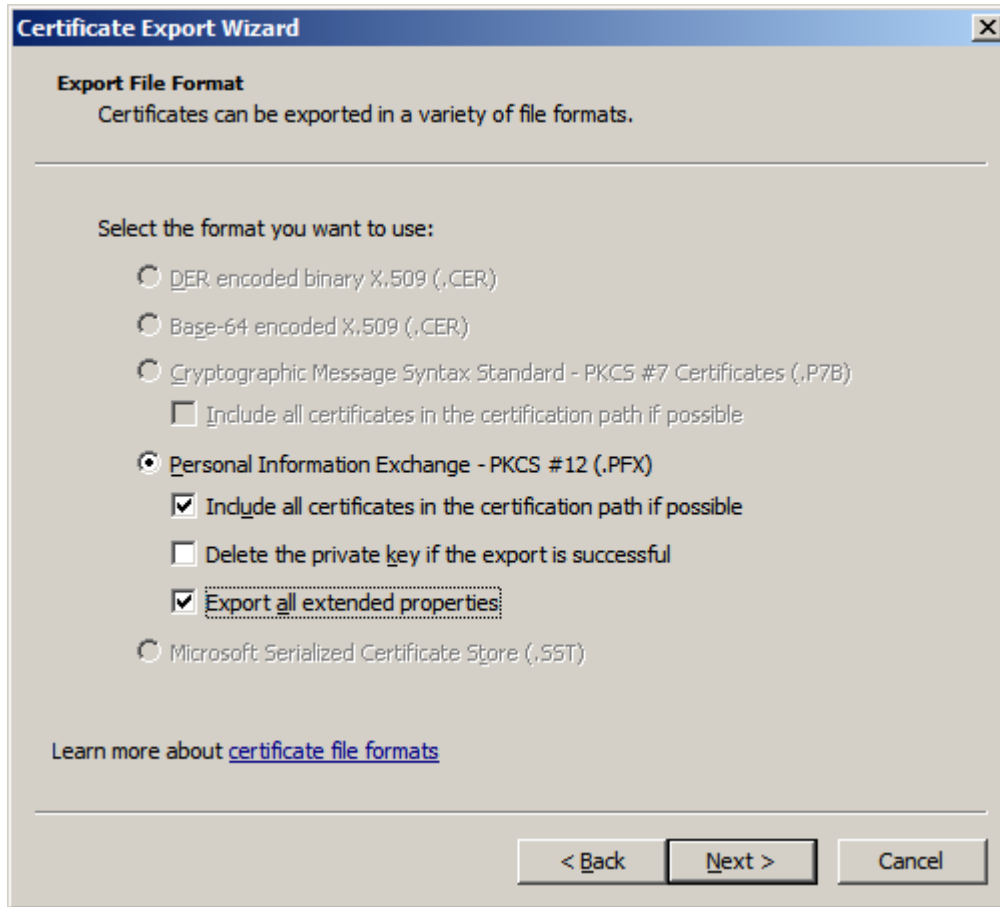 Certificate Export Wizard
Export File Format
Certificates can be exported in a variety of file formats.
Select the format you want to use:
DER encoded binary X.509 (.CER)
Base-64 encoded X.509 (.CER)
Cryptographic Message Syntax Standard - PKCS #7 Certificates (.P7B)
Include all certificates in the certification path if possible
Personal Information Exchange - PKCS #12 (.PFX)
Include all certificates in the certification path if possible
Delete the private key if the export is successful
Export all extended properties
Microsoft Serialized Certificate Store (.SST)
Learn more about certificate file formats
< Back Next > Cancel